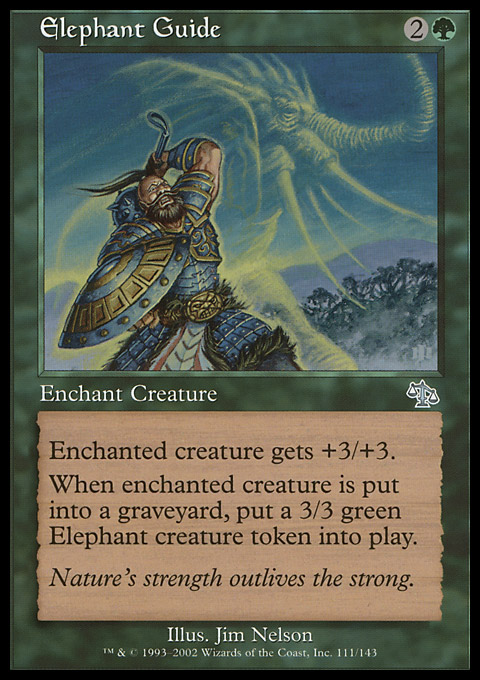 Elephant Guide 2
Enchant Creature
Enchanted creature gets +3/+3.
When enchanted creature is put
into a graveyard, put a 3/3 green
Elephant creature token into play.
Nature's strength outlives the strong.
Illus. Jim Nelson
™ & © 1993–2002 Wizards of the Coast, Inc. 111/143